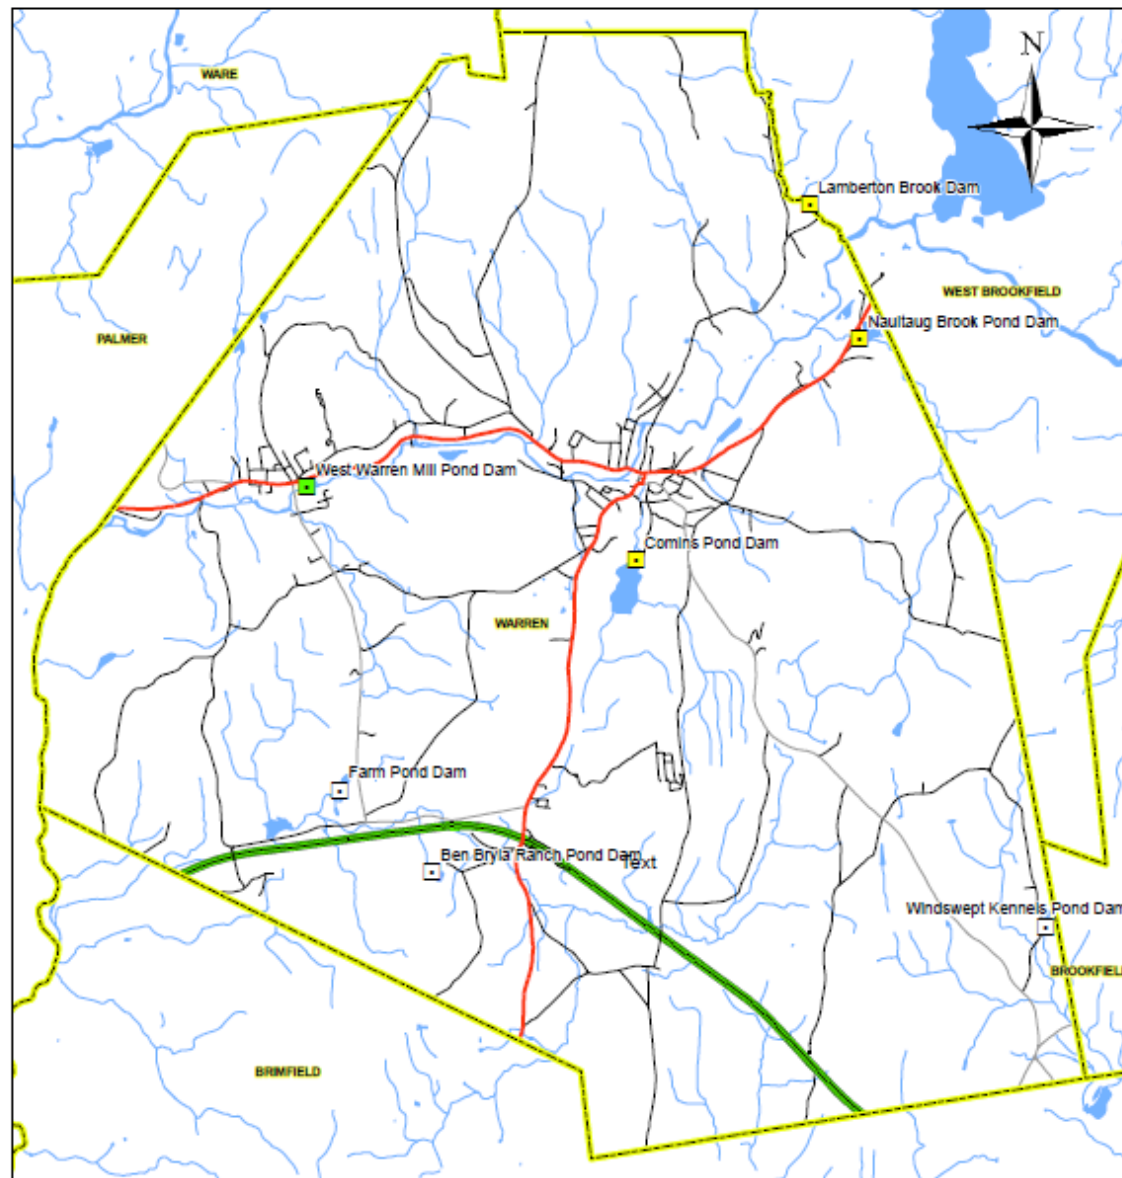 WARE
N
Lamberton Brook Dam
WEST BROOKFIELD
Naultaug Brook Pond Dam
PALMER
West Warren Mill Pond Dam
Comins Pond Dam
WARREN
Farm Pond Dam
Ben Bryla Ranch Pond Dam
Text
Windswept Kennels Pond Dam
BROOKFIEL
BRIMFIELD